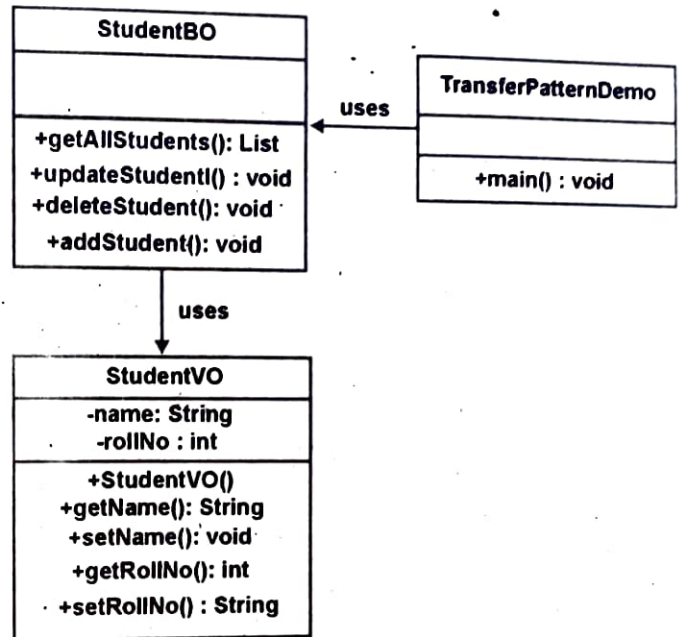 StudentBO
+getAllStudents(): List
+updateStudentl() : void
+deleteStudent(): void
+addStudent(): void
uses
TransferPatternDemo
+main() : void
uses
StudentVO
-name: String
-rollNo : int
+StudentVO()
+getName(): String
+setName(): void
+getRollNo(): int
+setRollNo() : String